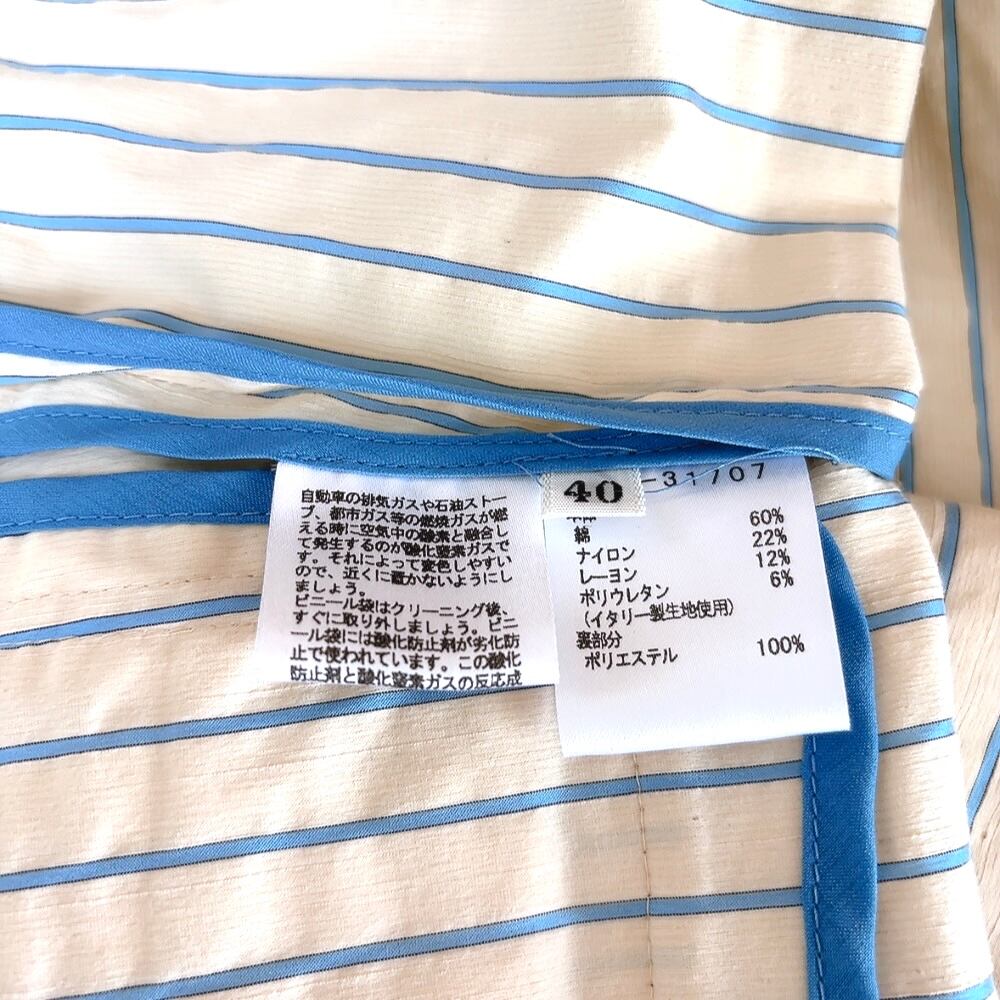 自動車の排気ガスや石油ストー
ブ、都市ガス等の燃焼ガスが燃
える時に空気中の酸素と融合し
て発生するのが酸化窒素ガスで
す。それによって変色しやすい
ので、近くに置かないようにし
ましょう。
ビニール袋はクリーニング後、
すぐに取り外しましょう。ビニ
ール袋には酸化防止剤が劣化防
止で使われています。この酸化
防止剤と酸化窒素ガスの反応成
40
-31707
綿 60%
ナイロン 22%
レーヨン 12%
ポリウレタン 6%
(イタリー製生地使用)
裏部分
ポリエステル 100%